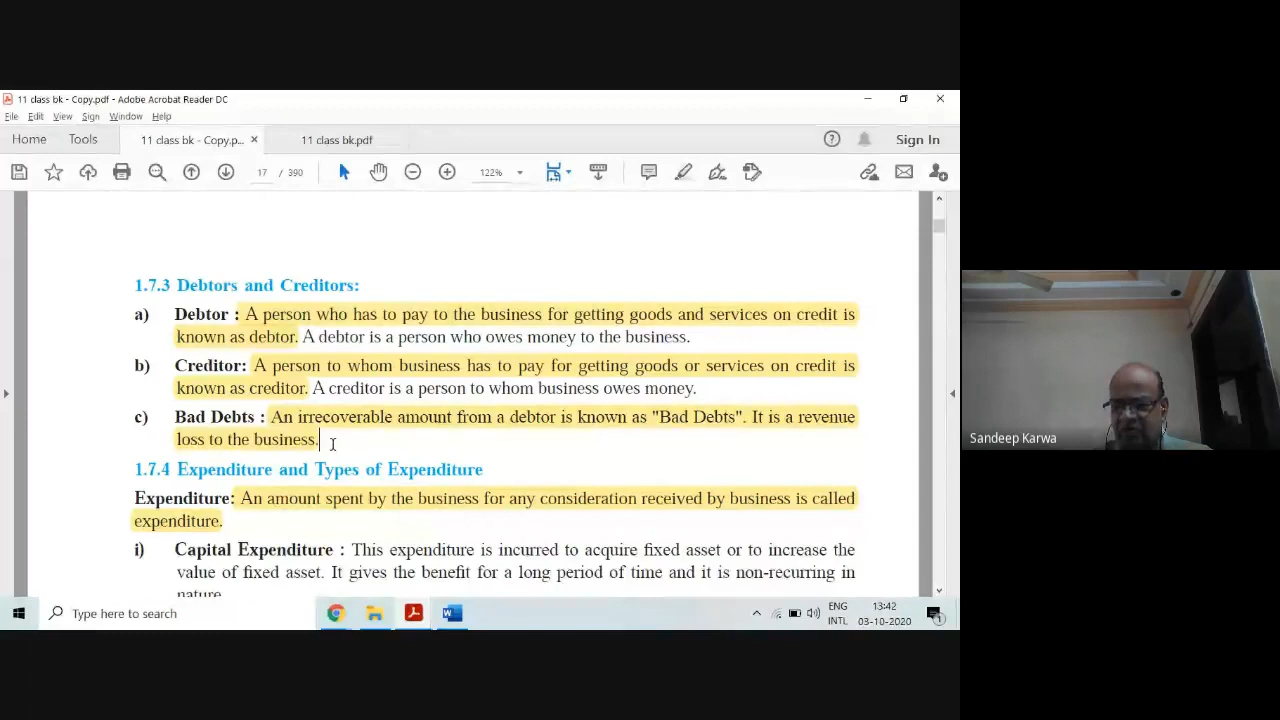 11 class bk - Copy.pdf - Adobe Acrobat Reader DC
File Edit View Sign Window Help
Home Tools 11 class bk - Copy.p... × 11 class bk.pdf Sign In
17 / 390 122%
1.7.3 Debtors and Creditors:
a) Debtor : A person who has to pay to the business for getting goods and services on credit is
known as debtor. A debtor is a person who owes money to the business.
b) Creditor: A person to whom business has to pay for getting goods or services on credit is
known as creditor. A creditor is a person to whom business owes money.
c) Bad Debts : An irrecoverable amount from a debtor is known as "Bad Debts". It is a revenue
loss to the business.
1.7.4 Expenditure and Types of Expenditure
Expenditure: An amount spent by the business for any consideration received by business is called
expenditure.
i) Capital Expenditure : This expenditure is incurred to acquire fixed asset or to increase the
value of fixed asset. It gives the benefit for a long period of time and it is non-recurring in
nature
Sandeep Karwa
Type here to search
ENG 13:42
INTL 03-10-2020